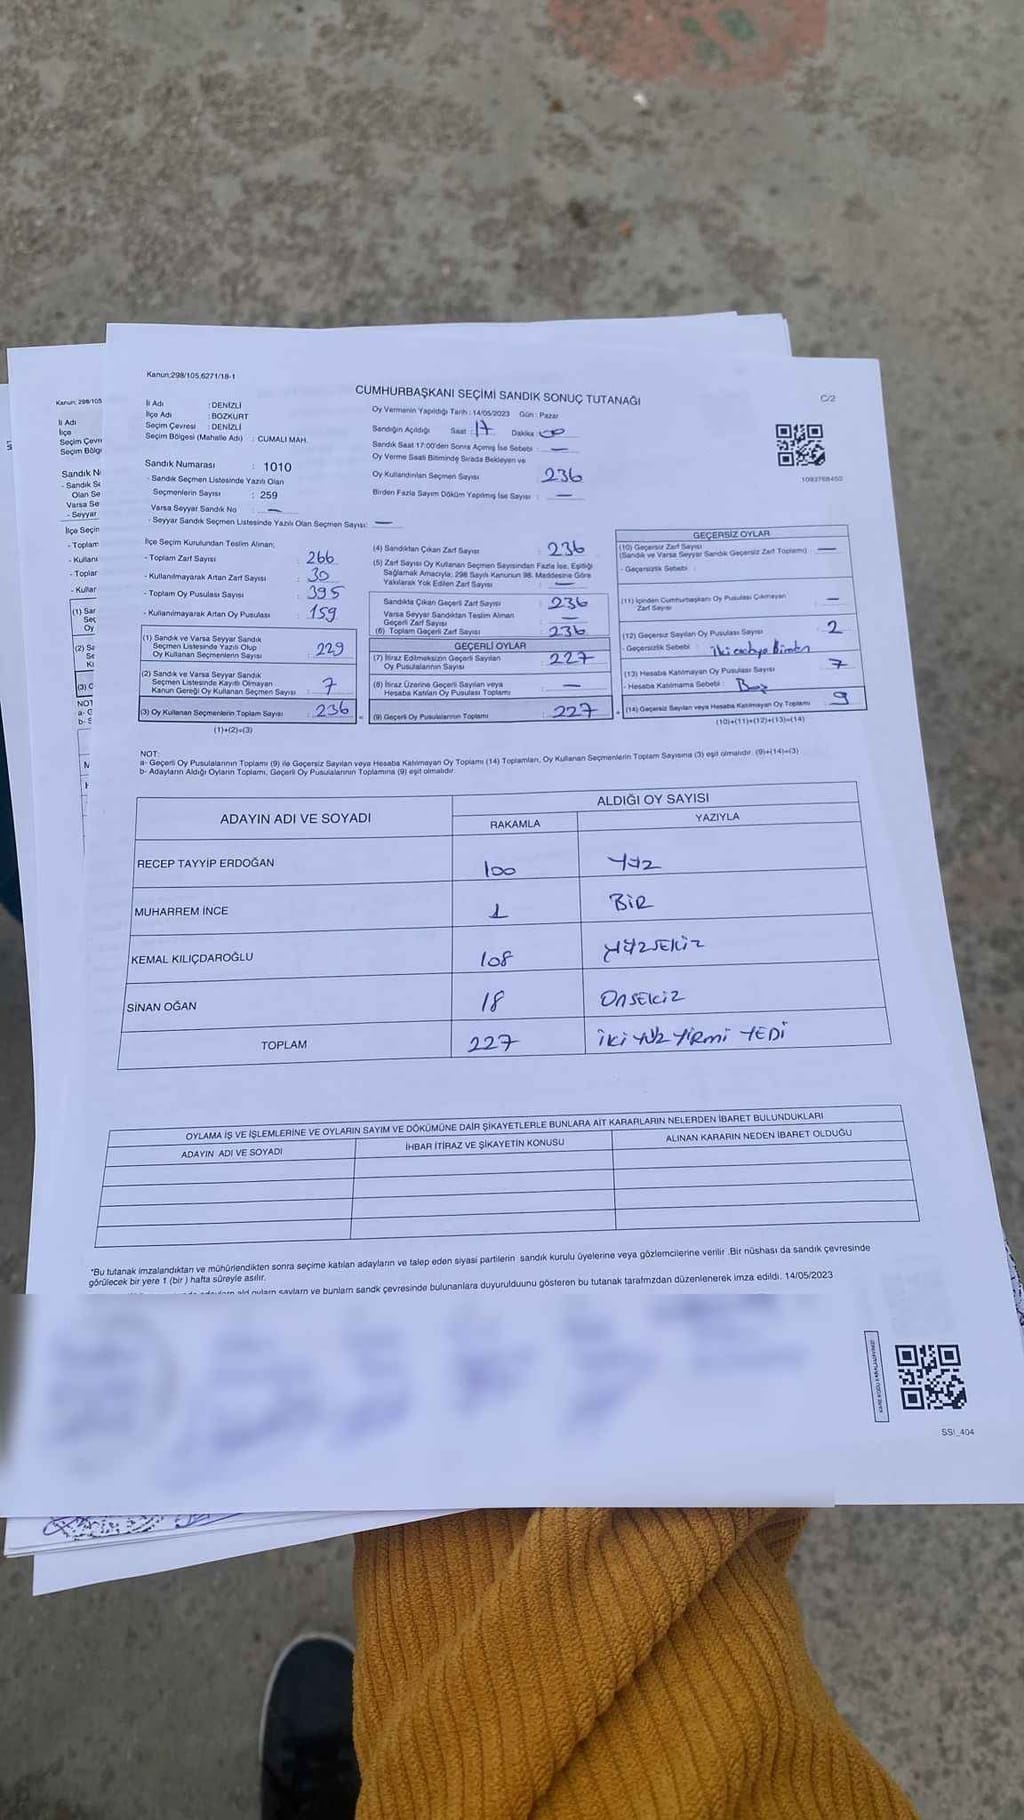 Kanun;298/105,6271/18-1
CUMHURBAŞKANI SEÇİMİ SANDIK SONUÇ TUTANAĞI
C/2
İli Adı :DENİZLİ
İlçe Adı :BOZKURT
Seçim Çevresi :DENİZLİ
Seçim Bölgesi (Mahalle Adı) : CUMALI MAH.
Oy Vermenin Yapıldığı Tarih : 14/05/2023 Gün : Pazar
Sandığın Açıldığı Saat : 17 Dakika 00
Sandık Saat 17:00'den Sonra Açılmış İse Sebebi : —
Oy Verme Saati Bitiminde Sırada Bekleyen ve
Oy Kullandırılan Seçmen Sayısı 236
Birden Fazla Sayım Döküm Yapılmış İse Sayısı : —
1093768450
Sandık Numarası : 1010
- Sandık Seçmen Listesinde Yazılı Olan
Seçmenlerin Sayısı : 259
Varsa Seyyar Sandık No : —
- Seyyar Sandık Seçmen Listesinde Yazılı Olan Seçmen Sayısı: —
İlçe Seçim Kurulundan Teslim Alınan;
- Toplam Zarf Sayısı : 266
- Kullanılmayarak Artan Zarf Sayısı : 30
- Toplam Oy Pusulası Sayısı : 395
- Kullanılmayarak Artan Oy Pusulası : 159
(1) Sandık ve Varsa Seyyar Sandık
Seçmen Listesinde Yazılı Olup
Oy Kullanan Seçmenlerin Sayısı : 229
(2) Sandık ve Varsa Seyyar Sandık
Seçmen Listesinde Kayıtlı Olmayan
Kanun Gereği Oy Kullanan Seçmen Sayısı : 7
(3) Oy Kullanan Seçmenlerin Toplam Sayısı : 236
(1)+(2)=(3)
(4) Sandıktan Çıkan Zarf Sayısı : 236
(5) Zarf Sayısı Oy Kullanan Seçmen Sayısından Fazla İse, Eşitliği
Sağlamak Amacıyla; 298 Sayılı Kanunun 98. Maddesine Göre
Yakılarak Yok Edilen Zarf Sayısı : —
Sandıkta Çıkan Geçerli Zarf Sayısı : 236
Varsa Seyyar Sandıktan Teslim Alınan
Geçerli Zarf Sayısı : —
(6) Toplam Geçerli Zarf Sayısı : 236
GEÇERLİ OYLAR
(7) İtiraz Edilmeksizin Geçerli Sayılan
Oy Pusulalarının Sayısı : 227
(8) İtiraz Üzerine Geçerli Sayılan veya
Hesaba Katılan Oy Pusulası Toplamı : —
(9) Geçerli Oy Pusulalarının Toplamı : 227
GEÇERSİZ OYLAR
(10) Geçersiz Zarf Sayısı
(Sandık ve Varsa Seyyar Sandık Geçersiz Zarf Toplamı) : —
- Geçersizlik Sebebi :
(11) İçinden Cumhurbaşkanı Oy Pusulası Çıkmayan
Zarf Sayısı : —
(12) Geçersiz Sayılan Oy Pusulası Sayısı : 2
- Geçersizlik Sebebi
(13) Hesaba Katılmayan Oy Pusulası Sayısı : 7
- Hesaba Katılmama Sebebi : Boş
(14) Geçersiz Sayılan veya Hesaba Katılmayan Oy Toplamı : 9
(10)+(11)+(12)+(13)=(14)
NOT:
a- Geçerli Oy Pusulalarının Toplamı (9) ile Geçersiz Sayılan veya Hesaba Katılmayan Oy Toplamı (14) Toplamları, Oy Kullanan Seçmenlerin Toplam Sayısına (3) eşit olmalıdır. (9)+(14)=(3)
b- Adayların Aldığı Oyların Toplamı, Geçerli Oy Pusulalarının Toplamına (9) eşit olmalıdır.
ADAYIN ADI VE SOYADI ALDIĞI OY SAYISI
RAKAMLA YAZIYLA
RECEP TAYYİP ERDOĞAN 100 Yüz
MUHARREM İNCE 1 BİR
KEMAL KILIÇDAROĞLU 108 YÜZSEKİZ
SİNAN OĞAN 18 ONSEKİZ
TOPLAM 227 İKİ YÜZ YİRMİ YEDİ
OYLAMA İŞ VE İŞLEMLERİNE VE OYLARIN SAYIM VE DÖKÜMÜNE DAİR ŞİKAYETLERLE BUNLARA AİT KARARLARIN NELERDEN İBARET BULUNDUKLARI
ADAYIN ADI VE SOYADI İHBAR İTİRAZ VE ŞİKAYETİN KONUSU ALINAN KARARIN NEDEN İBARET OLDUĞU
*Bu tutanak imzalandıktan ve mühürlendikten sonra seçime katılan adayların ve talep eden siyasi partilerin sandık kurulu üyelerine veya gözlemcilerine verilir .Bir nüshası da sandık çevresinde
görülecek bir yere 1 (bir ) hafta süreyle asılır.
ve bunların sandk çevresinde bulunanlara duyurulduunu gösteren bu tutanak tarafmzdan düzenlenerek imza edildi. 14/05/2023
SSİ_404